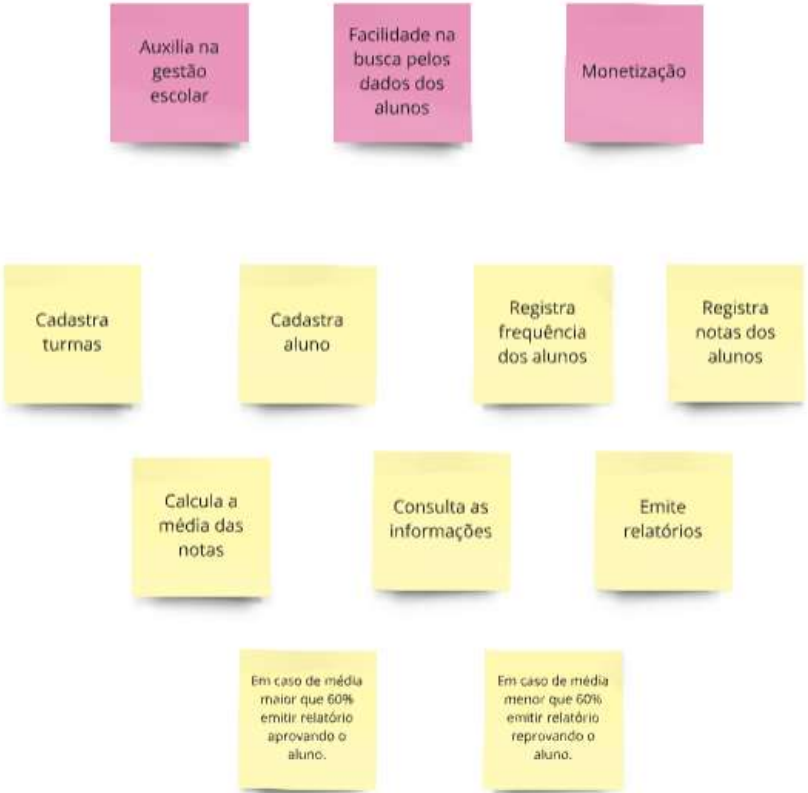 Auxilia na
gestão
escolar
Facilidade na
busca pelos
dados dos
alunos
Monetização
Cadastra
turmas
Cadastra
aluno
Registra
frequência
dos alunos
Registra
notas dos
alunos
Calcula a
média das
notas
Consulta as
informações
Emite
relatórios
Em caso de média
maior que 60%
emitir relatório
aprovando o
aluno.
Em caso de média
menor que 60%
emitir relatório
reprovando o
aluno.